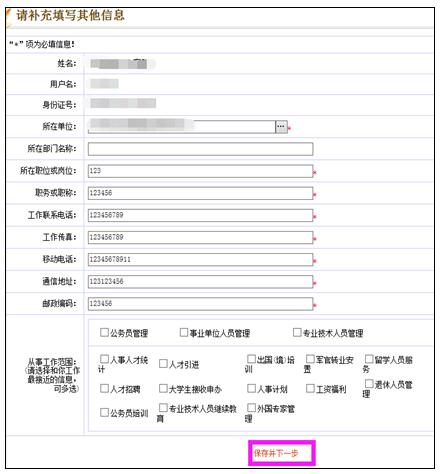 请补充填写其他信息
“*”项为必填信息!
姓名:
用户名:
身份证号:
所在单位: ... *
所在部门名称:
所在职位或岗位: 123 *
职务或职称: 123456 *
工作联系电话: 123456789 *
工作传真: 123456789 *
移动电话: 12345678911 *
通信地址: 123123456 *
邮政编码: 123456 *
从事工作范围:
(请选择和你工作
最接近的信息,
可多选)
公务员管理 事业单位人员管理 专业技术人员管理
人事人才统计 人才引进 出国(境)培训 军官转业安置 留学人员服务
人才招聘 大学生接收申办 人事计划 工资福利 退休人员管理
公务员培训 专业技术人员继续教育 外国专家管理
保存并下一步